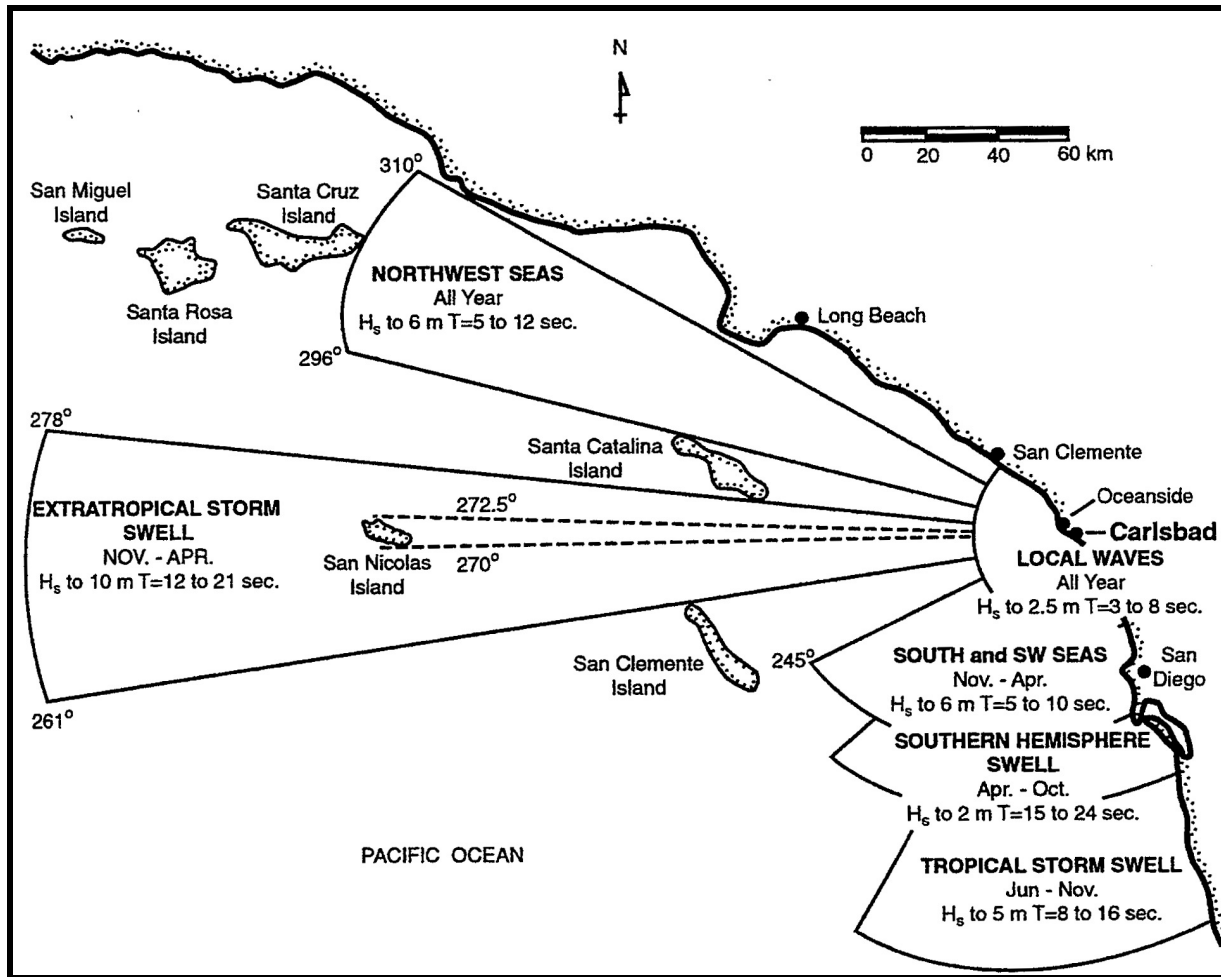 N
0 20 40 60 km
310°
San Miguel
Island
Santa Cruz
Island
Santa Rosa
Island
NORTHWEST SEAS
All Year
Hs to 6 m T=5 to 12 sec.
Long Beach
296°
278°
Santa Catalina
Island
San Clemente
Oceanside
Carlsbad
EXTRATROPICAL STORM
SWELL
NOV. - APR.
Hs to 10 m T=12 to 21 sec.
272.5°
San Nicolas
Island
270°
LOCAL WAVES
All Year
Hs to 2.5 m T=3 to 8 sec.
San Clemente
Island
245°
SOUTH and SW SEAS
Nov. - Apr.
Hs to 6 m T=5 to 10 sec.
San
Diego
261°
SOUTHERN HEMISPHERE
SWELL
Apr. - Oct.
Hs to 2 m T=15 to 24 sec.
PACIFIC OCEAN
TROPICAL STORM SWELL
Jun - Nov.
Hs to 5 m T=8 to 16 sec.